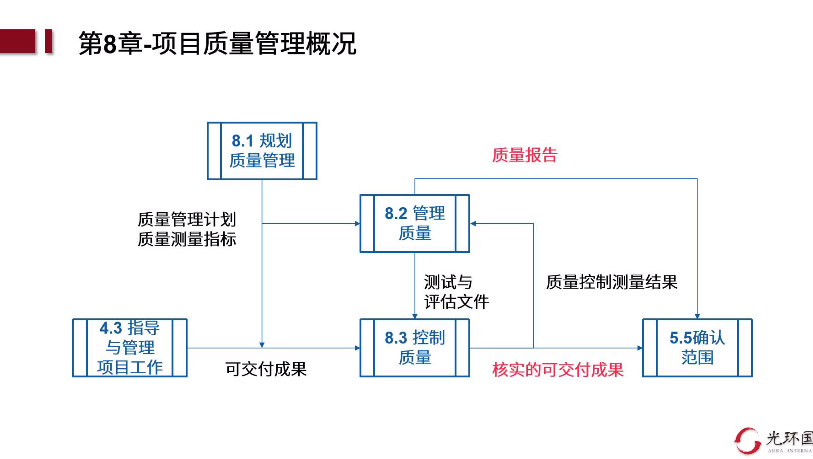 第8章-项目质量管理概况
8.1 规划
质量管理
质量报告
8.2 管理
质量
质量管理计划
质量测量指标
测试与
评估文件
质量控制测量结果
4.3 指导
与管理
项目工作
可交付成果
8.3 控制
质量
核实的可交付成果
5.5确认
范围
光环国